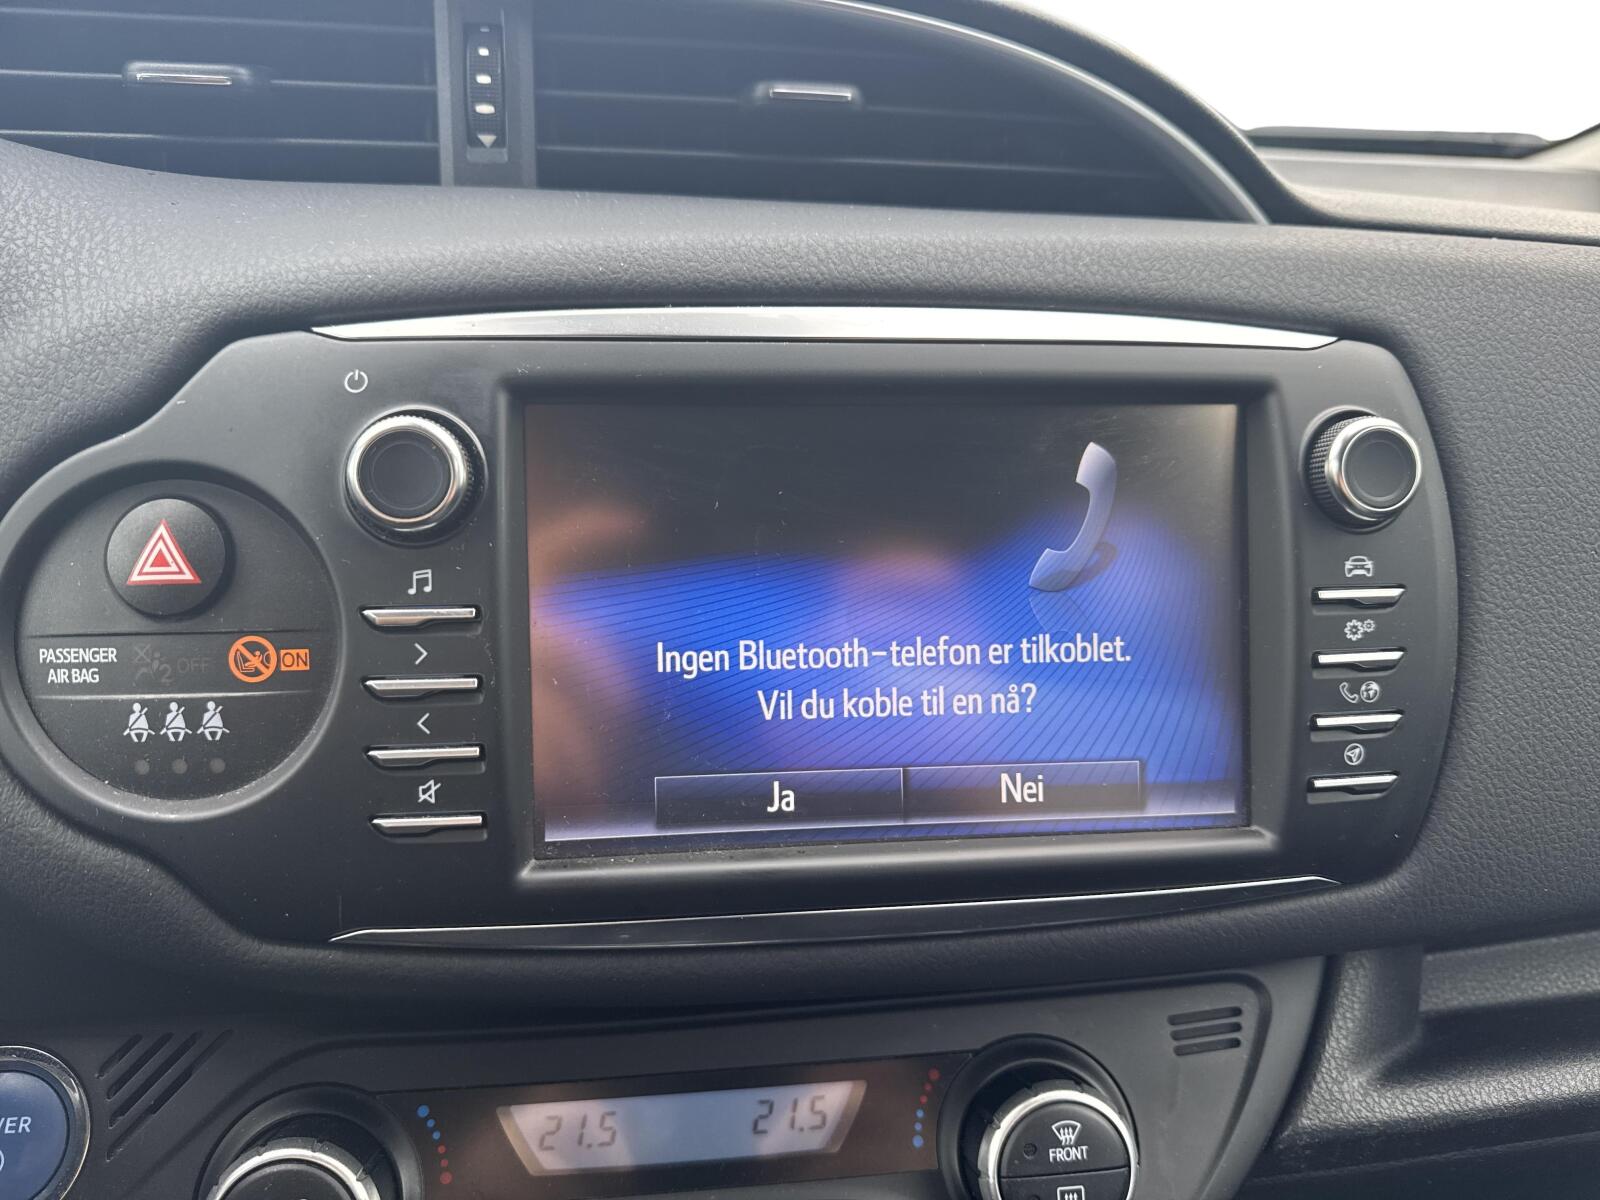 PASSENGER
AIR BAG
2 OFF
ON
Ingen Bluetooth-telefon er tilkoblet.
Vil du koble til en nå?
Ja
Nei
21.5
21.5
FRONT